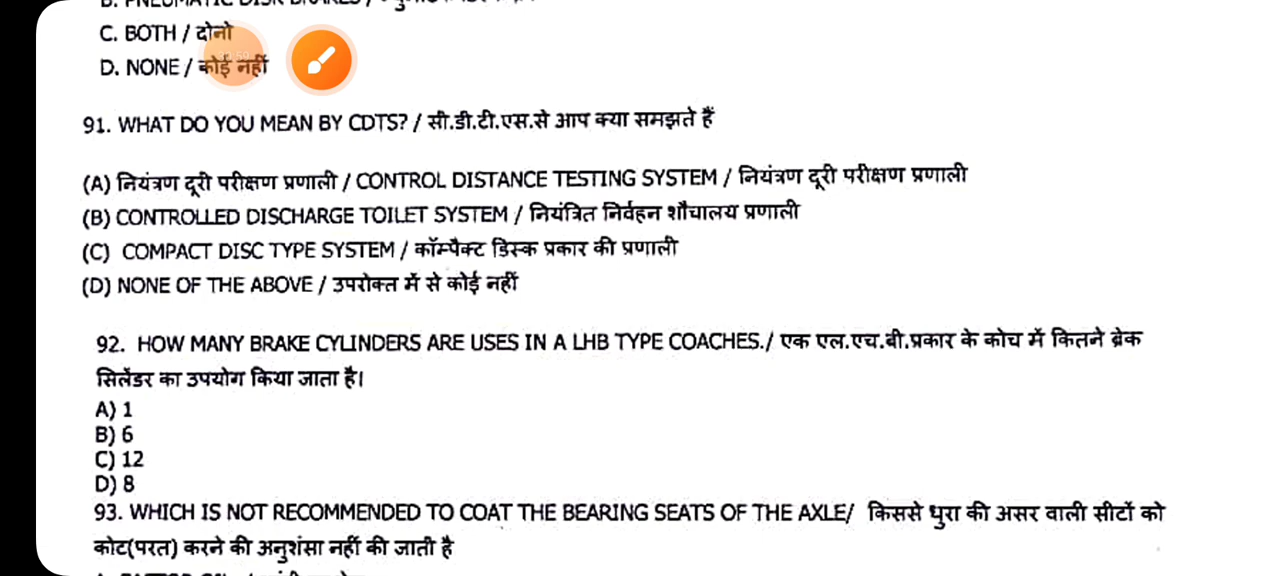 B. PNEUMATIC DISK BRAKES /
C. BOTH / दोनो
D. NONE / कोई नहीं
91. WHAT DO YOU MEAN BY CDTS? / सी.डी.टी.एस.से आप क्या समझते हैं
(A) नियंत्रण दूरी परीक्षण प्रणाली / CONTROL DISTANCE TESTING SYSTEM / नियंत्रण दूरी परीक्षण प्रणाली
(B) CONTROLLED DISCHARGE TOILET SYSTEM / नियंत्रित निर्वहन शौचालय प्रणाली
(C) COMPACT DISC TYPE SYSTEM / कॉम्पैक्ट डिस्क प्रकार की प्रणाली
(D) NONE OF THE ABOVE / उपरोक्त में से कोई नहीं
92. HOW MANY BRAKE CYLINDERS ARE USES IN A LHB TYPE COACHES./ एक एल.एच.बी.प्रकार के कोच में कितने ब्रेक
सिलेंडर का उपयोग किया जाता है।
A) 1
B) 6
C) 12
D) 8
93. WHICH IS NOT RECOMMENDED TO COAT THE BEARING SEATS OF THE AXLE/ किससे धुरा की असर वाली सीटों को
कोट(परत) करने की अनुशंसा नहीं की जाती है